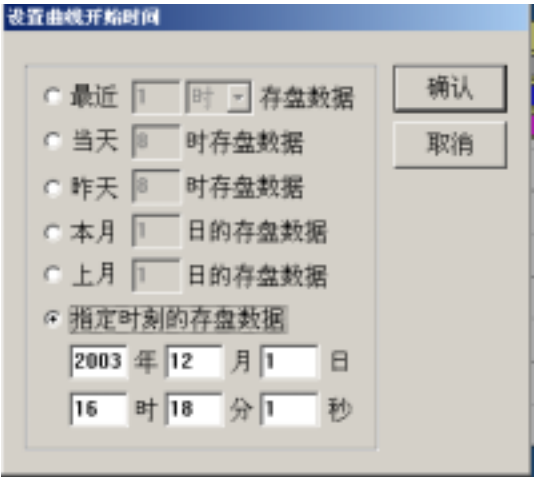 设置曲线开始时间
最近 1 时 存盘数据
确认
当天 8 时存盘数据
取消
昨天 8 时存盘数据
本月 1 日的存盘数据
上月 1 日的存盘数据
指定时刻的存盘数据
2003 年 12 月 1 日
16 时 18 分 1 秒